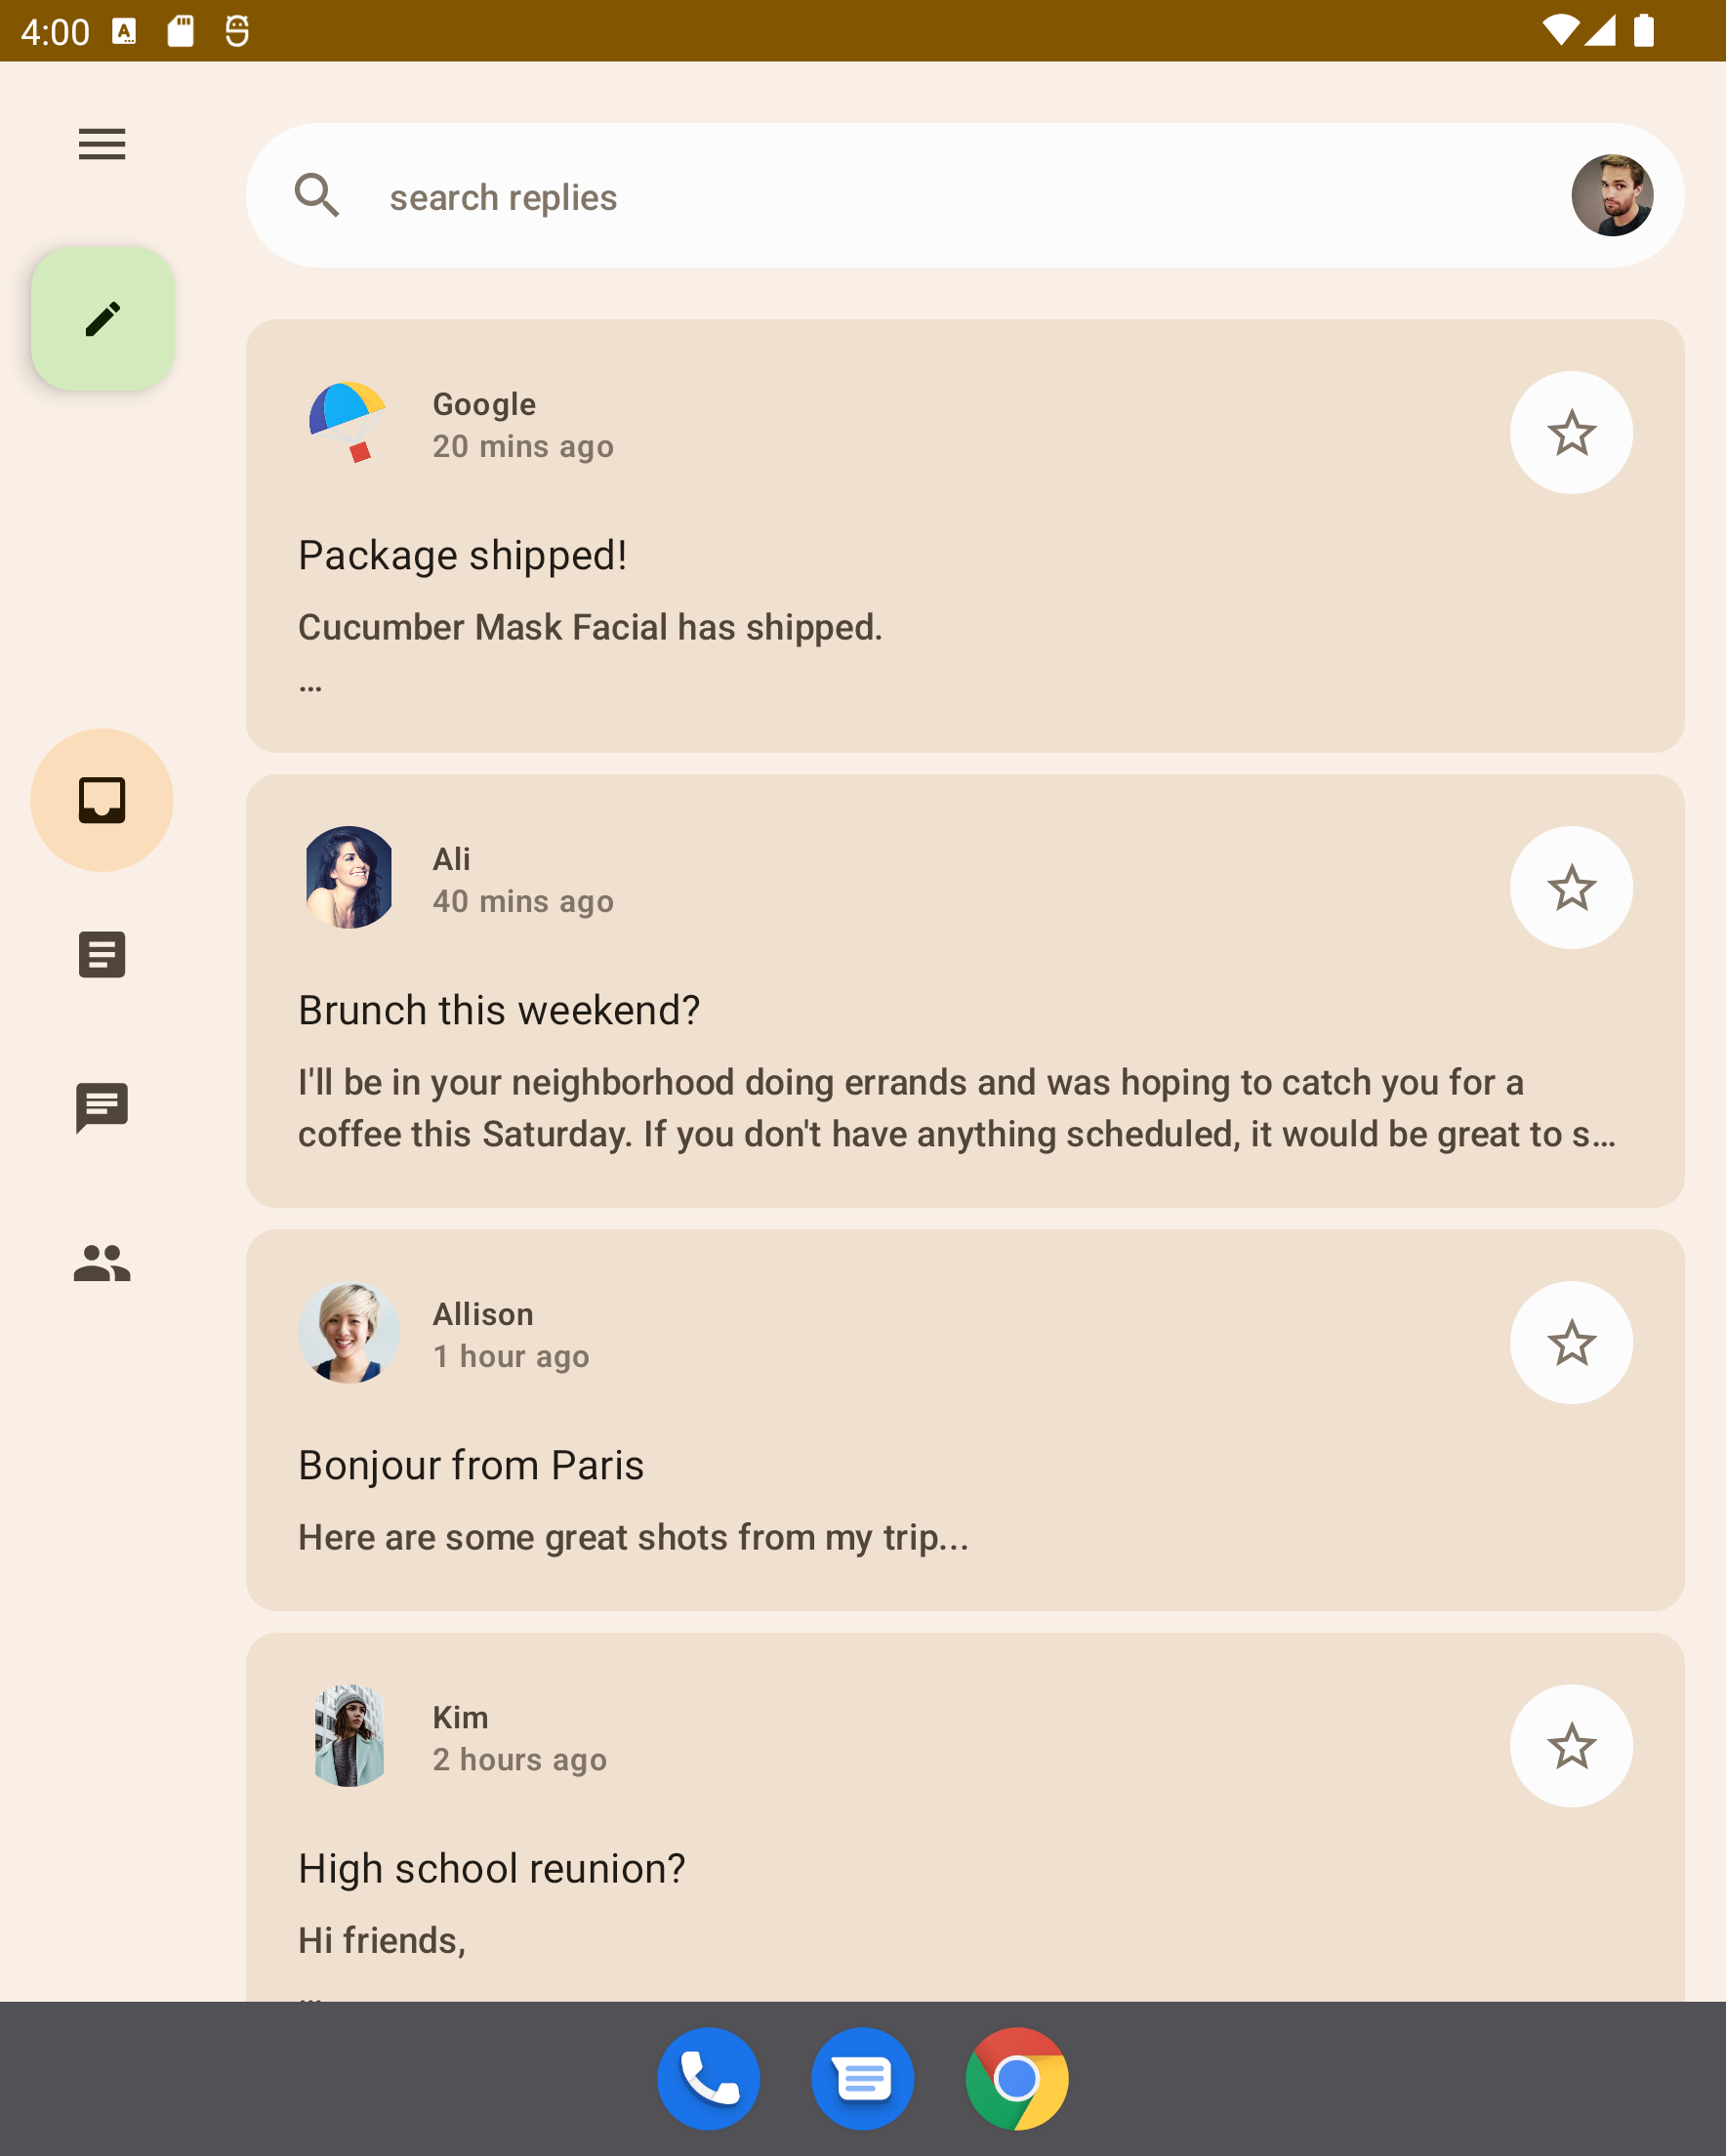 4:00
search replies
Google
20 mins ago
Package shipped!
Cucumber Mask Facial has shipped.
...
Ali
40 mins ago
Brunch this weekend?
I'll be in your neighborhood doing errands and was hoping to catch you for a
coffee this Saturday. If you don't have anything scheduled, it would be great to s...
Allison
1 hour ago
Bonjour from Paris
Here are some great shots from my trip...
Kim
2 hours ago
High school reunion?
Hi friends,
...